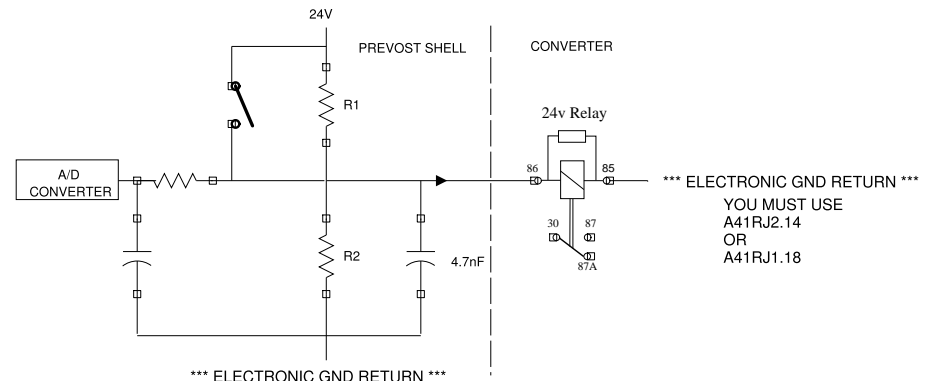 24V
PREVOST SHELL
CONVERTER
R1
24v Relay
A/D
CONVERTER
86
85
*** ELECTRONIC GND RETURN ***
YOU MUST USE
A41RJ2.14
OR
A41RJ1.18
30
87
87A
R2
4.7nF
*** ELECTRONIC GND RETURN ***